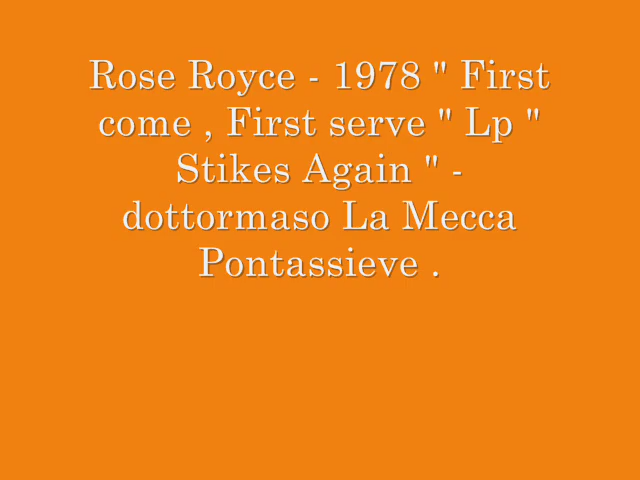 Rose Royce - 1978 " First
come , First serve " Lp "
Stikes Again " -
dottormaso La Mecca
Pontassieve .